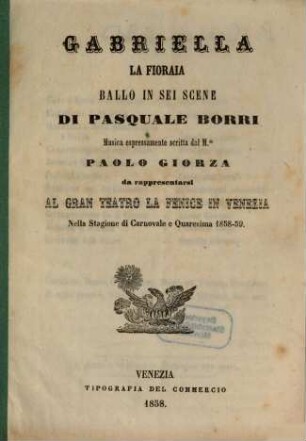 GABRIELLA
LA FIORAIA
BALLO IN SEI SCENE
DI PASQUALE BORRI
Musica espressamente scritta dal M.°
PAOLO GIORZA
da rappresentarsi
AL GRAN TEATRO LA FENICE IN VENEZIA
Nella Stagione di Carnovale e Quaresima 1858-59.
VENEZIA
TIPOGRAFIA DEL COMMERCIO
1858.